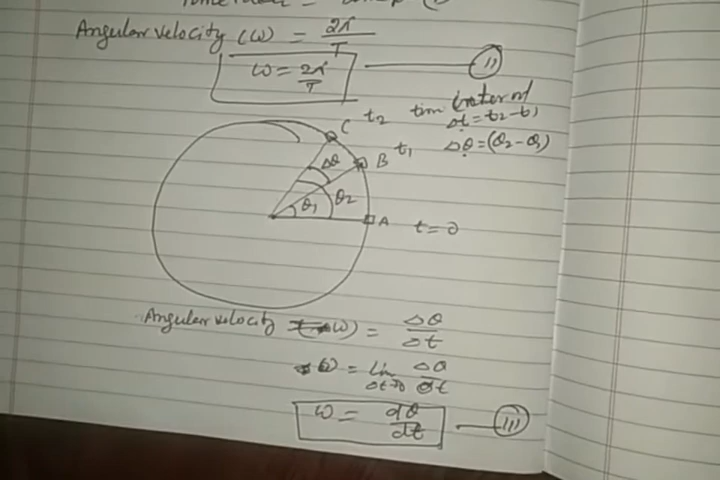 Angular velocity (ω) = 2π/T
ω = 2π/T (ii)
C t₂ tim interval
Δt = t₂-t₁
B t₁ Δθ = (θ₂-θ₁)
Δθ
θ₁ θ₂
A t=0
Angular velocity (ω) = Δθ/Δt
ω = lim Δt→0 Δθ/Δt
ω = dθ/dt (iii)